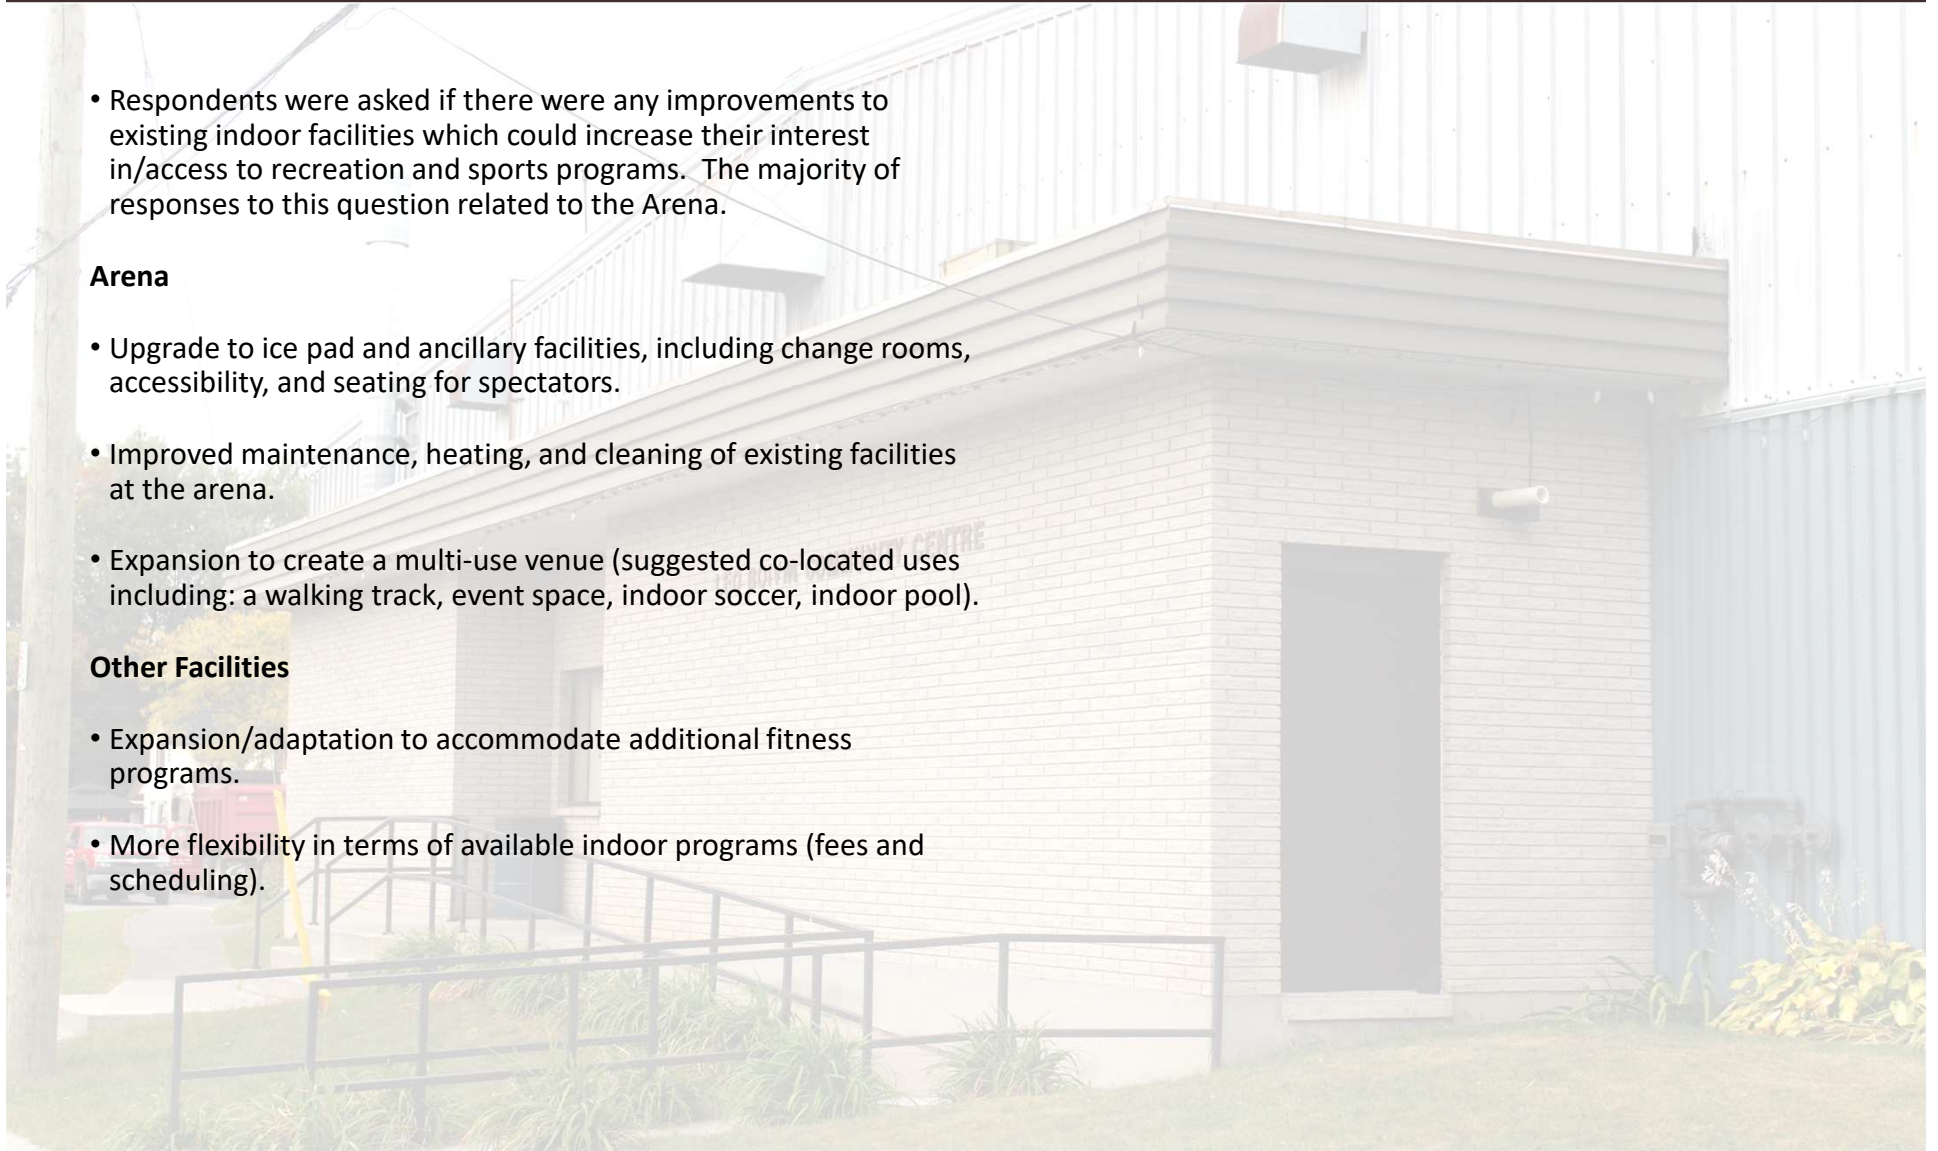 • Respondents were asked if there were any improvements to
existing indoor facilities which could increase their interest
in/access to recreation and sports programs.  The majority of
responses to this question related to the Arena.
Arena
• Upgrade to ice pad and ancillary facilities, including change rooms,
accessibility, and seating for spectators.
• Improved maintenance, heating, and cleaning of existing facilities
at the arena.
• Expansion to create a multi-use venue (suggested co-located uses
including: a walking track, event space, indoor soccer, indoor pool).
LEO BOIVIN COMMUNITY CENTRE
Other Facilities
• Expansion/adaptation to accommodate additional fitness
programs.
• More flexibility in terms of available indoor programs (fees and
scheduling).